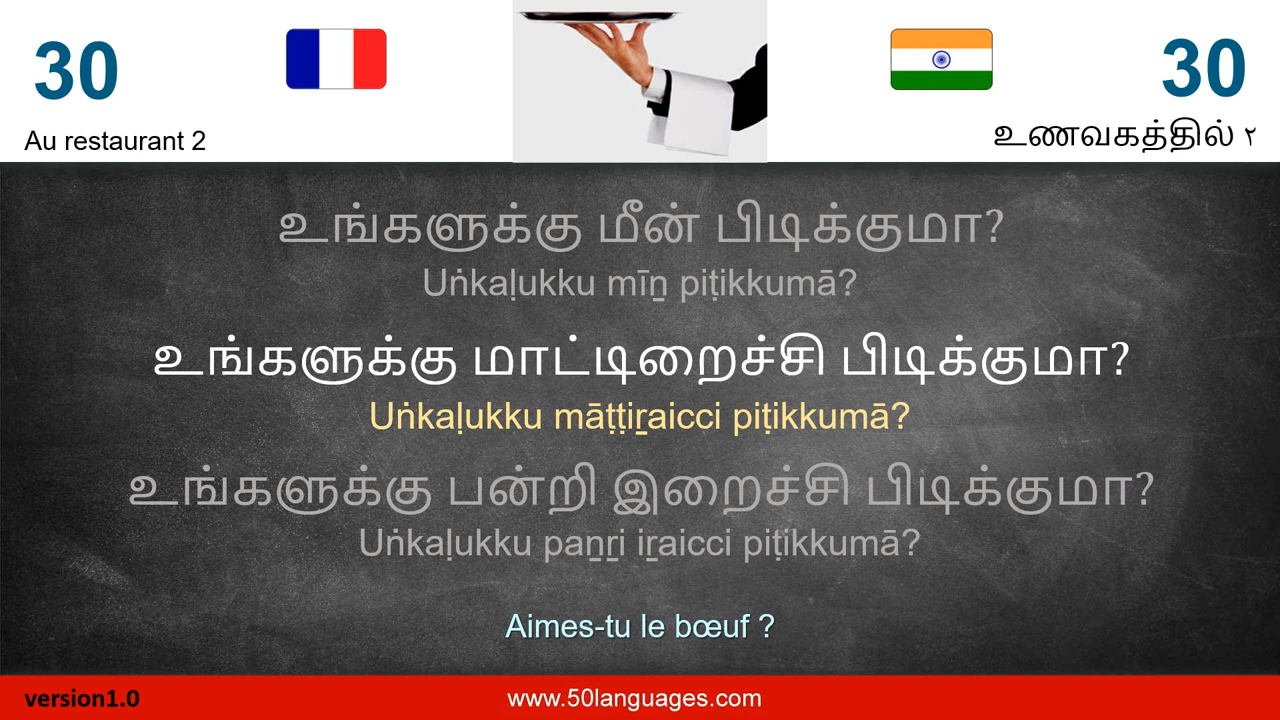 30
30
Au restaurant 2
உணவகத்தில் ٢
உங்களுக்கு மீன் பிடிக்குமா?
Uṅkaḷukku mīṉ piṭikkumā?
உங்களுக்கு மாட்டிறைச்சி பிடிக்குமா?
Uṅkaḷukku māṭṭiṟaicci piṭikkumā?
உங்களுக்கு பன்றி இறைச்சி பிடிக்குமா?
Uṅkaḷukku paṉṟi iṟaicci piṭikkumā?
Aimes-tu le bœuf ?
version1.0
www.50languages.com